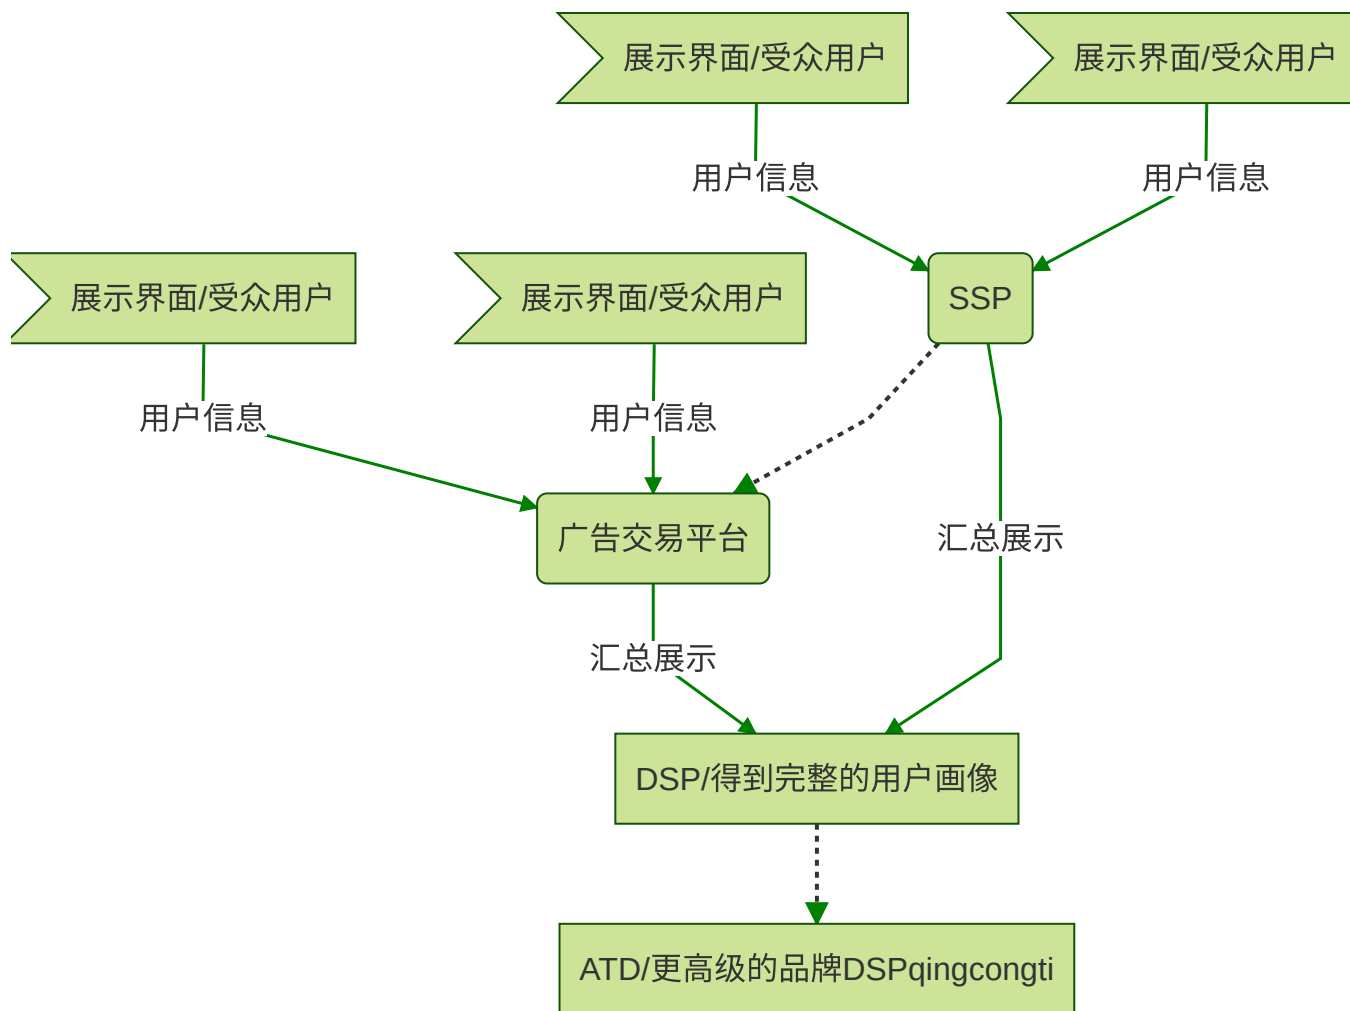 展示界面/受众用户
展示界面/受众用户
用户信息
用户信息
展示界面/受众用户
展示界面/受众用户
SSP
用户信息
用户信息
广告交易平台
汇总展示
汇总展示
DSP/得到完整的用户画像
ATD/更高级的品牌DSPqingcongti